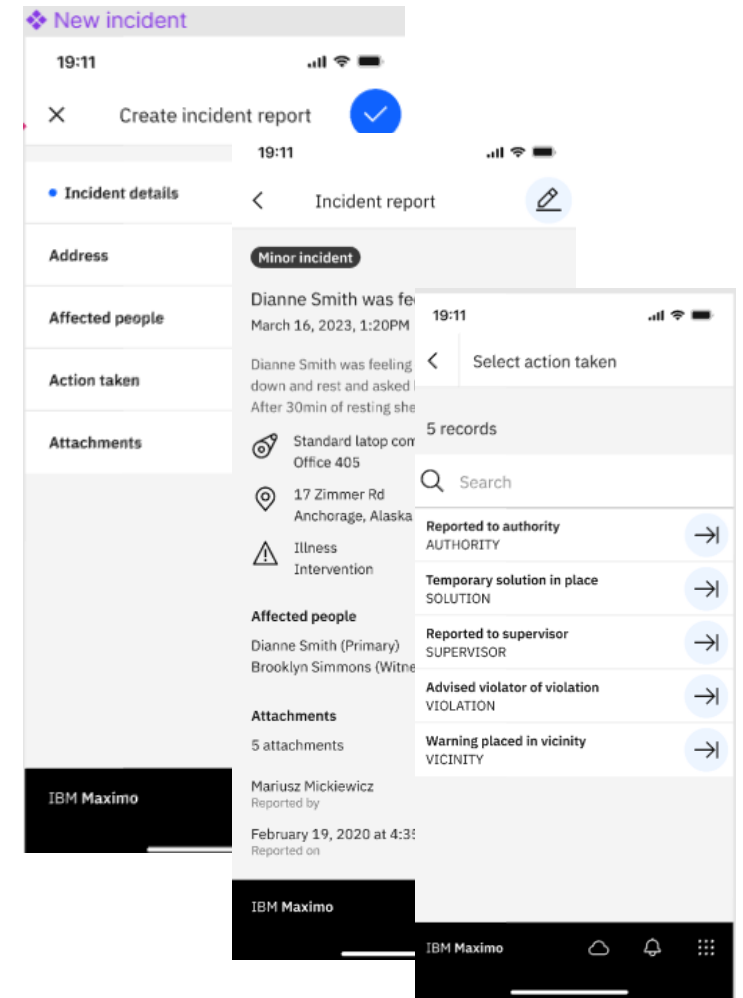 New incident
19:11
Create incident report
Incident details
Address
Affected people
Action taken
Attachments
IBM Maximo
19:11
Incident report
Minor incident
Dianne Smith was fe
March 16, 2023, 1:20PM
Dianne Smith was feeling
down and rest and asked
After 30min of resting she
Standard latop com
Office 405
17 Zimmer Rd
Anchorage, Alaska
Illness
Intervention
Affected people
Dianne Smith (Primary)
Brooklyn Simmons (Witne
Attachments
5 attachments
Mariusz Mickiewicz
Reported by
February 19, 2020 at 4:35
Reported on
IBM Maximo
19:11
Select action taken
5 records
Search
Reported to authority
AUTHORITY
Temporary solution in place
SOLUTION
Reported to supervisor
SUPERVISOR
Advised violator of violation
VIOLATION
Warning placed in vicinity
VICINITY
IBM Maximo